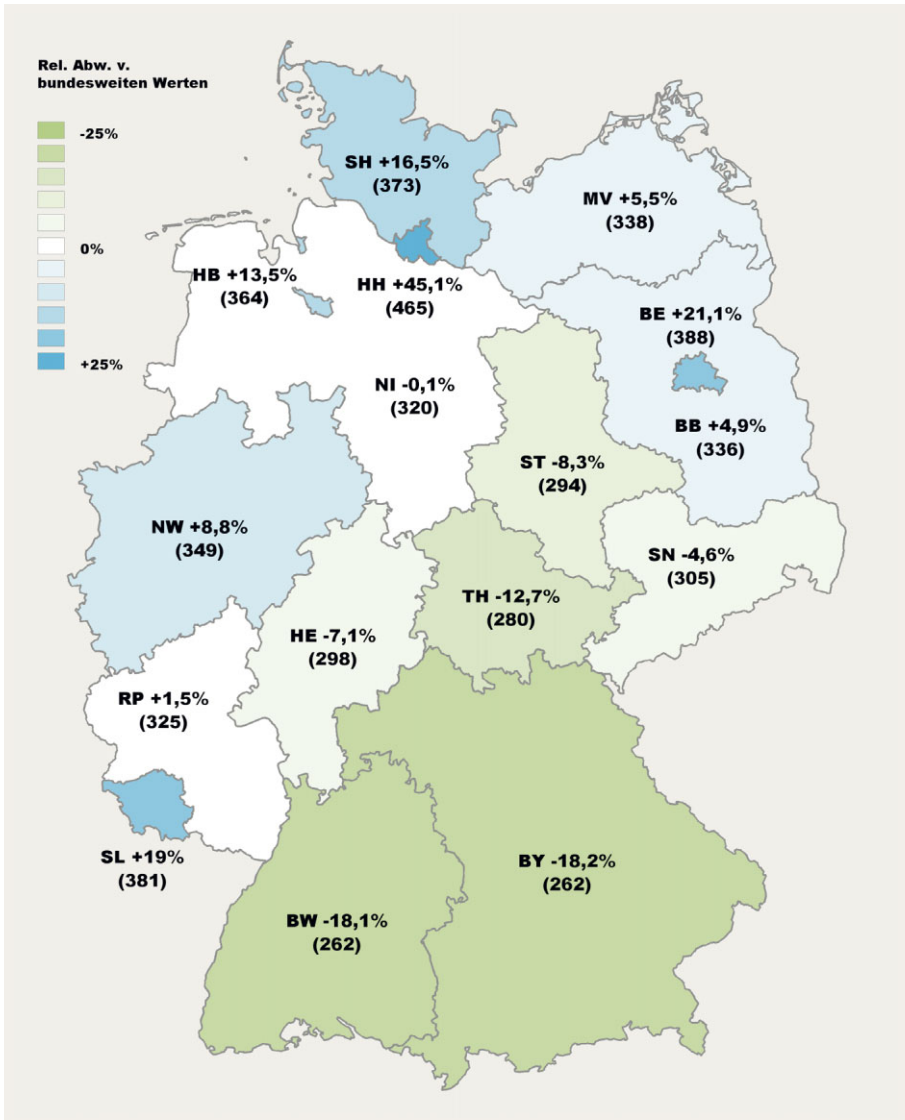 Rel. Abw. v.
bundesweiten Werten
-25%
0%
+25%
SH +16,5%
(373)
MV +5,5%
(338)
HB +13,5%
(364)
HH +45,1%
(465)
BE +21,1%
(388)
NI -0,1%
(320)
BB +4,9%
(336)
ST -8,3%
(294)
NW +8,8%
(349)
SN -4,6%
(305)
TH -12,7%
(280)
HE -7,1%
(298)
RP +1,5%
(325)
SL +19%
(381)
BY -18,2%
(262)
BW -18,1%
(262)